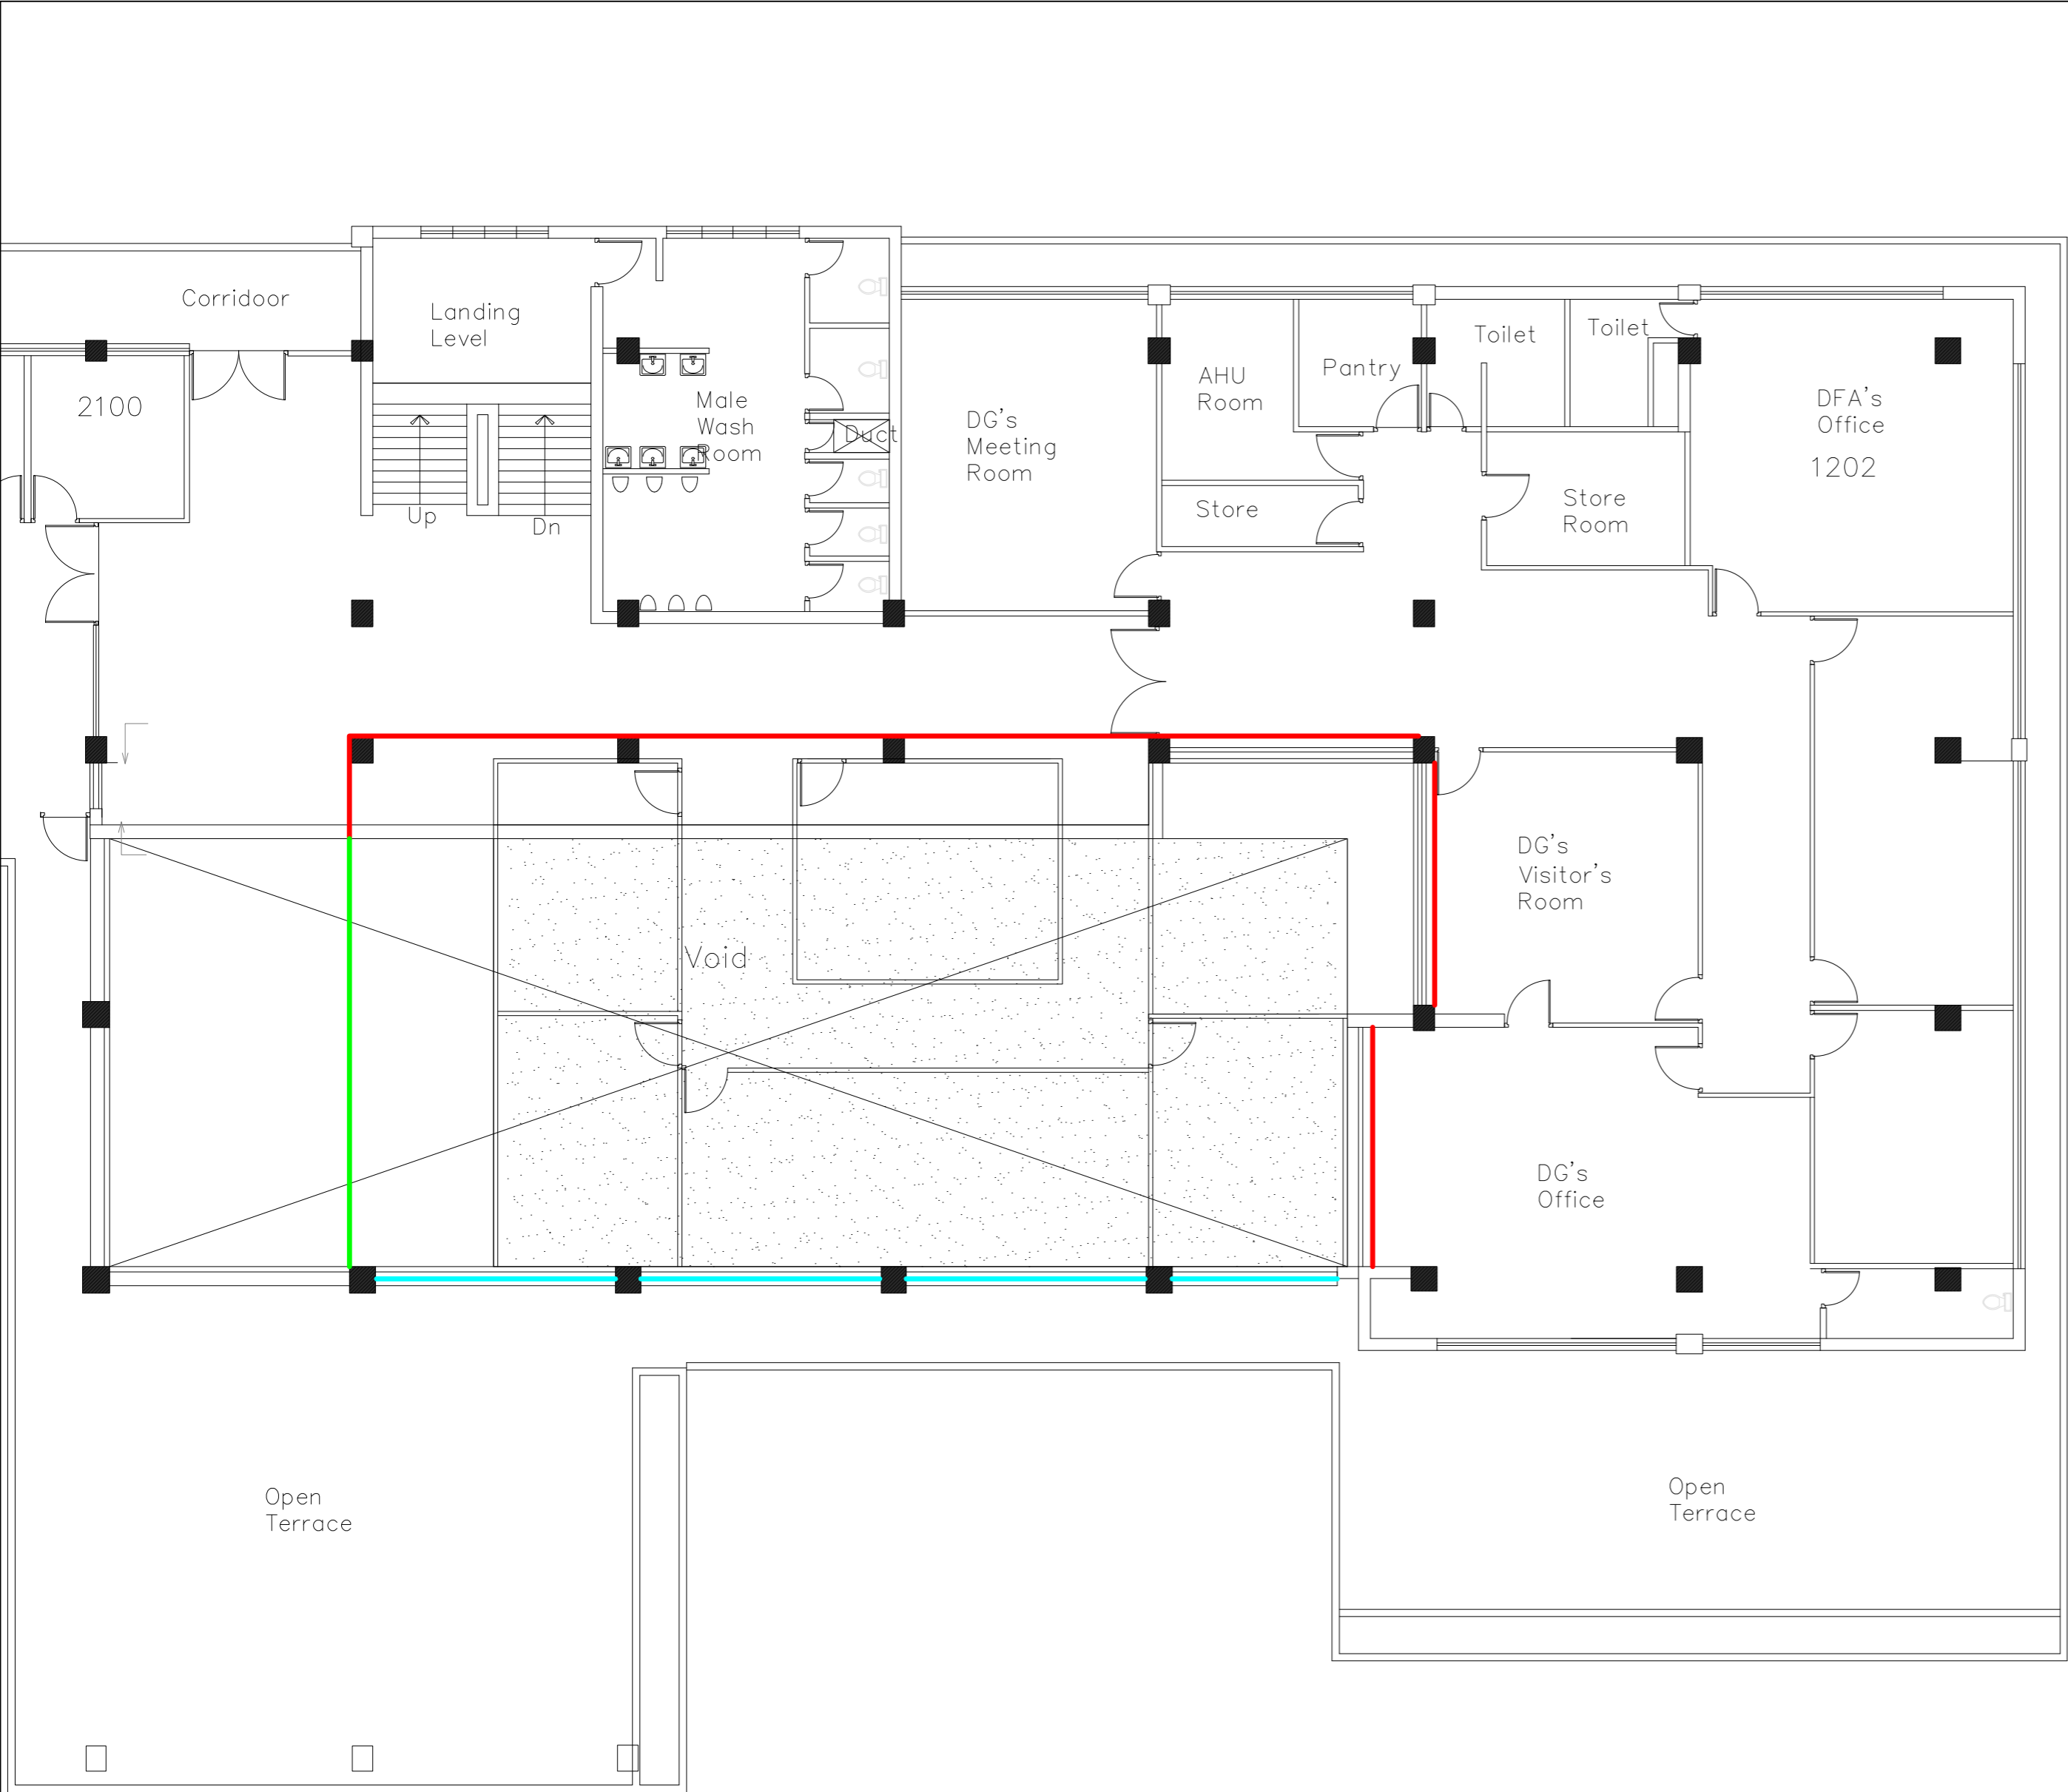 Corridoor
Landing
Level
Toilet
Toilet
Pantry
AHU
Room
2100
Male
Wash
Room
Duct
DG's
Meeting
Room
DFA's
Office
1202
Store
Store
Room
Up
Dn
DG's
Visitor's
Room
Void
DG's
Office
Open
Terrace
Open
Terrace